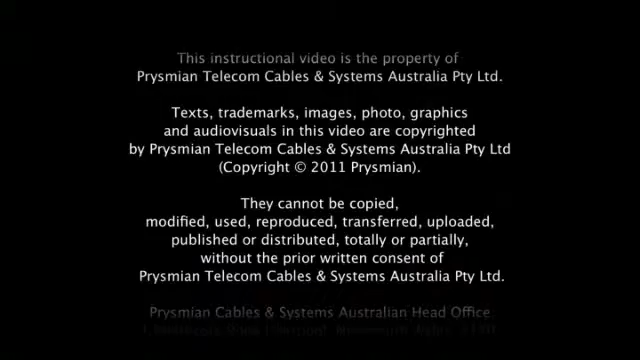 This instructional video is the property of
Prysmian Telecom Cables & Systems Australia Pty Ltd.
Texts, trademarks, images, photo, graphics
and audiovisuals in this video are copyrighted
by Prysmian Telecom Cables & Systems Australia Pty Ltd
(Copyright © 2011 Prysmian).
They cannot be copied,
modified, used, reproduced, transferred, uploaded,
published or distributed, totally or partially,
without the prior written consent of
Prysmian Telecom Cables & Systems Australia Pty Ltd.
Prysmian Cables & Systems Australian Head Office